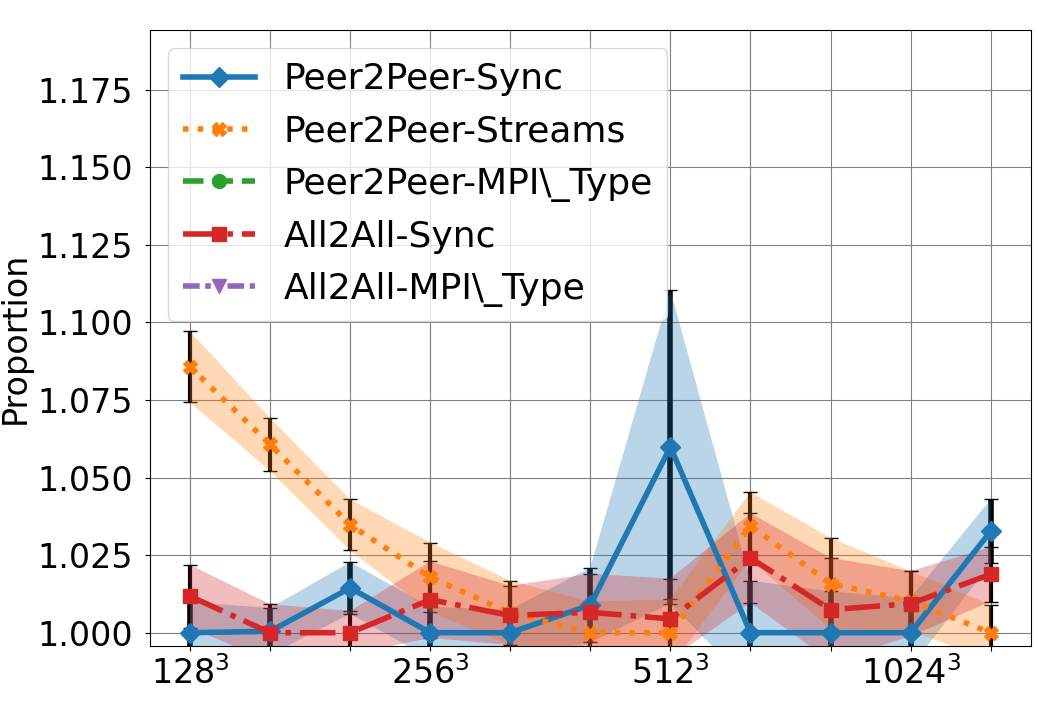 Peer2Peer-Sync
Peer2Peer-Streams
Peer2Peer-MPI\_Type
All2All-Sync
All2All-MPI\_Type
Proportion
1.175
1.150
1.125
1.100
1.075
1.050
1.025
1.000
128³ 256³ 512³ 1024³